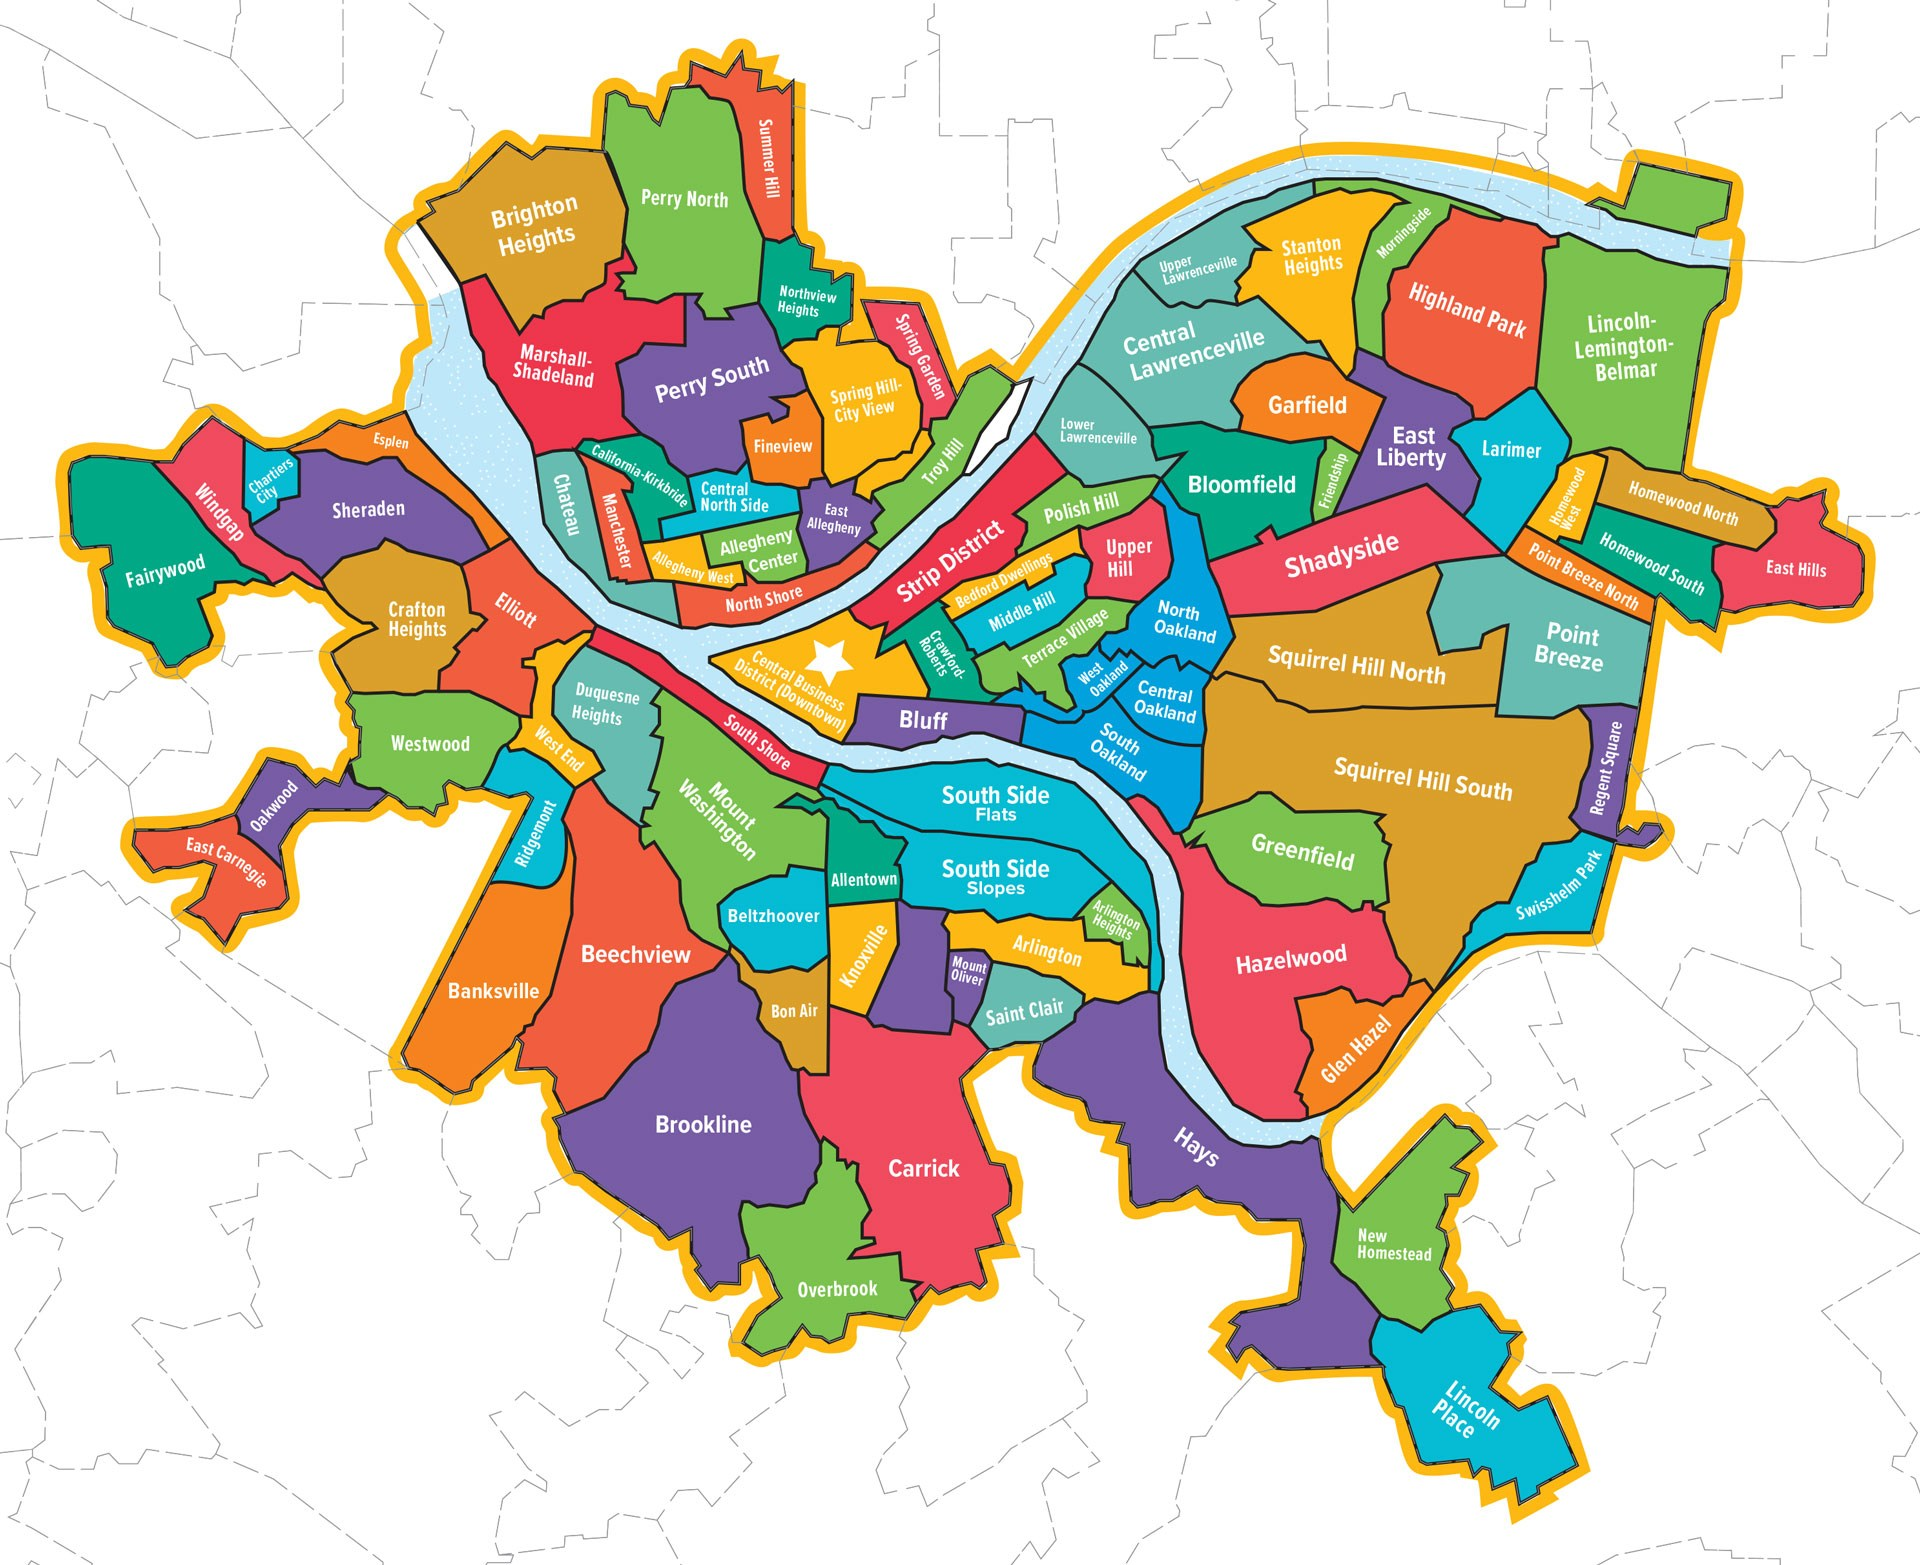 Summer Hill
Perry North
Brighton
Heights
Northview
Heights
Marshall-
Shadeland
Perry South
Spring Garden
Spring Hill-
City View
Fineview
Troy Hill
California-Kirkbride
Chateau
Manchester
Central
North Side
East
Allegheny
Allegheny
Center
Allegheny West
North Shore
Esplen
Chartiers
City
Windgap
Sheraden
Fairywood
Crafton
Heights
Elliott
Westwood
West End
Duquesne
Heights
Oakwood
East Carnegie
Ridgemont
South Shore
Mount
Washington
Banksville
Beechview
Beltzhoover
Allentown
Knoxville
Bon Air
Brookline
Carrick
Overbrook
South Side
Flats
South Side
Slopes
Arlington
Heights
Arlington
Mount
Oliver
Saint Clair
Hays
New
Homestead
Lincoln
Place
Central Business
District (Downtown)
Bluff
Strip District
Polish Hill
Bedford Dwellings
Upper
Hill
Middle Hill
Crawford-
Roberts
Terrace Village
West
Oakland
North
Oakland
Central
Oakland
South
Oakland
Upper
Lawrenceville
Central
Lawrenceville
Lower
Lawrenceville
Stanton
Heights
Morningside
Highland Park
Lincoln-
Lemington-
Belmar
Garfield
Bloomfield
Friendship
East
Liberty
Larimer
Homewood
West
Homewood North
Homewood South
East Hills
Point Breeze North
Shadyside
Point
Breeze
Squirrel Hill North
Squirrel Hill South
Regent Square
Greenfield
Swisshelm Park
Hazelwood
Glen Hazel